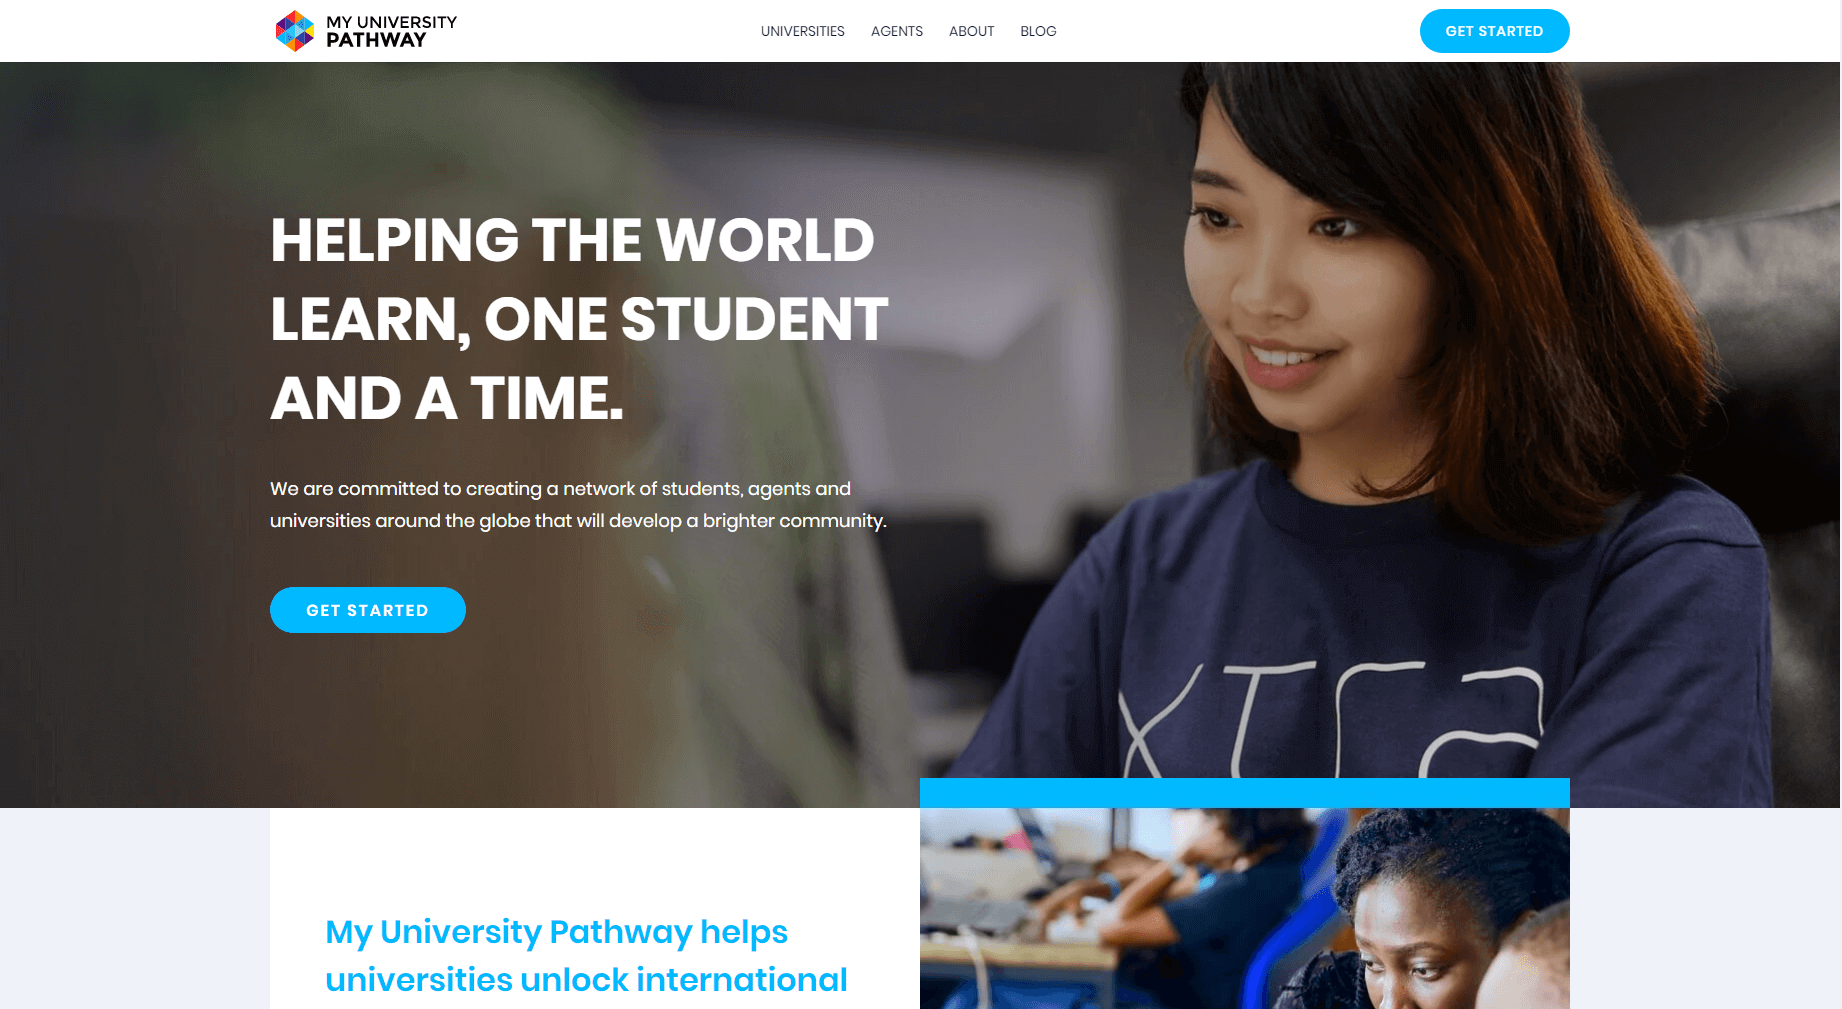 MY UNIVERSITY
PATHWAY
UNIVERSITIES
AGENTS
ABOUT
BLOG
GET STARTED
HELPING THE WORLD
LEARN, ONE STUDENT
AND A TIME.
We are committed to creating a network of students, agents and
universities around the globe that will develop a brighter community.
GET STARTED
My University Pathway helps
universities unlock international